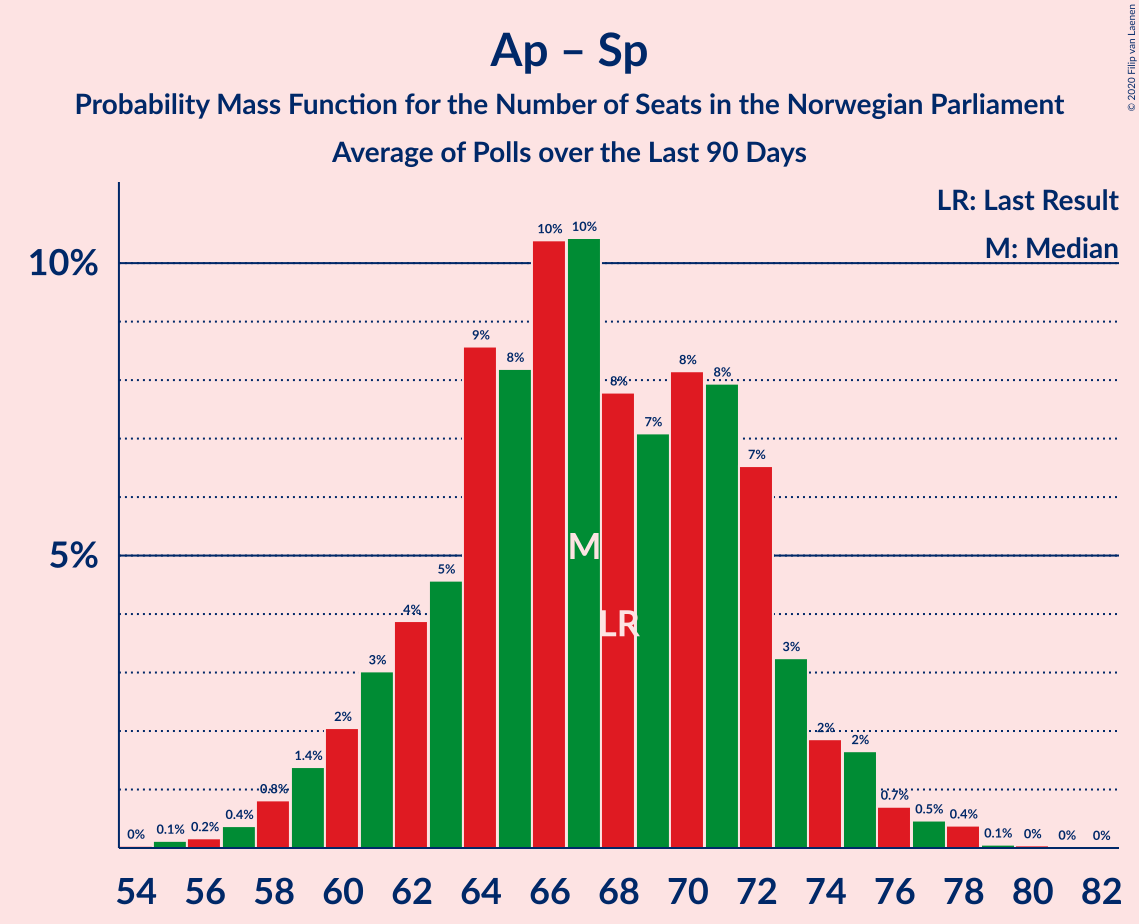 Ap – Sp
Probability Mass Function for the Number of Seats in the Norwegian Parliament
Average of Polls over the Last 90 Days
© 2020 Filip van Laenen
LR: Last Result
M: Median
10%
5%
0% 0.1% 0.2% 0.4% 0.8% 1.4% 2% 3% 4% 5% 9% 8% 10% 10% 8% 7% 8% 8% 7% 3% 2% 2% 0.7% 0.5% 0.4% 0.1% 0% 0% 0%
M
LR
54 56 58 60 62 64 66 68 70 72 74 76 78 80 82